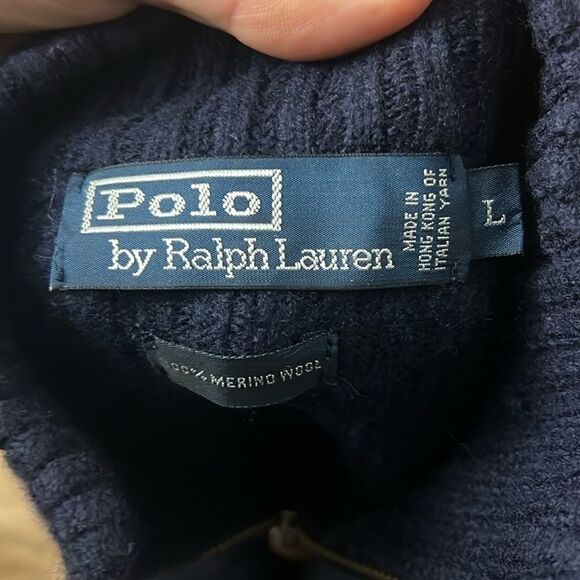 Polo
by Ralph Lauren
MADE IN
HONG KONG OF
ITALIAN YARN
L
100% MERINO WOOL